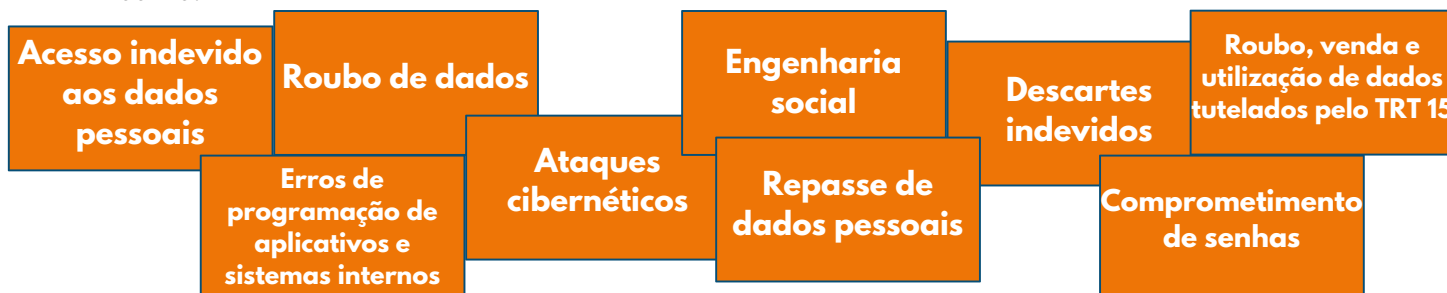 Acesso indevido
aos dados
pessoais
Roubo de dados
Erros de
programação de
aplicativos e
sistemas internos
Ataques
cibernéticos
Engenharia
social
Repasse de
dados pessoais
Descartes
indevidos
Roubo, venda e
utilização de dados
tutelados pelo TRT 15
Comprometimento
de senhas